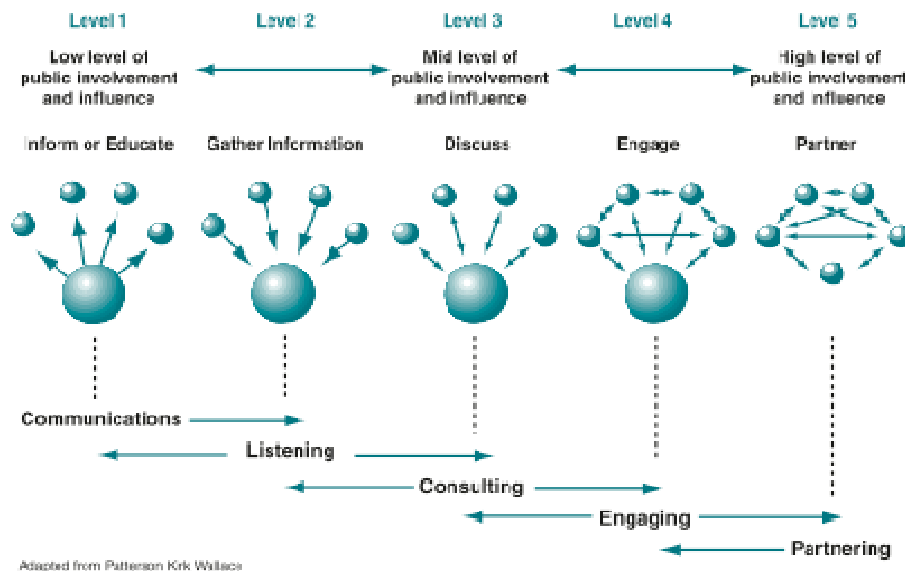 Level 1 Level 2 Level 3 Level 4 Level 5
Low level of
public involvement
and influence
Mid level of
public involvement
and influence
High level of
public involvement
and influence
Inform or Educate Gather Information Discuss Engage Partner
Communications
Listening
Consulting
Engaging
Partnering
Adapted from Patterson Kirk Wallace